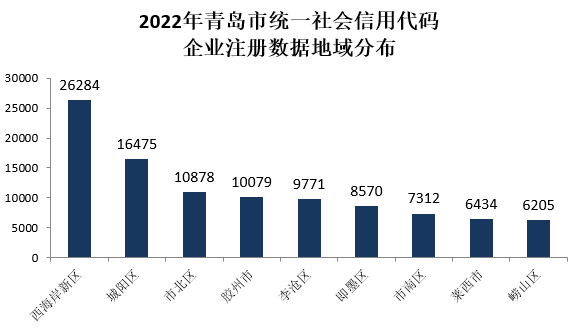 2022年青岛市统一社会信用代码
企业注册数据地域分布
30000
25000
20000
15000
10000
5000
0
26284
16475
10878
10079
9771
8570
7312
6434
6205
西海岸新区
城阳区
市北区
胶州市
李沧区
即墨区
市南区
莱西市
崂山区